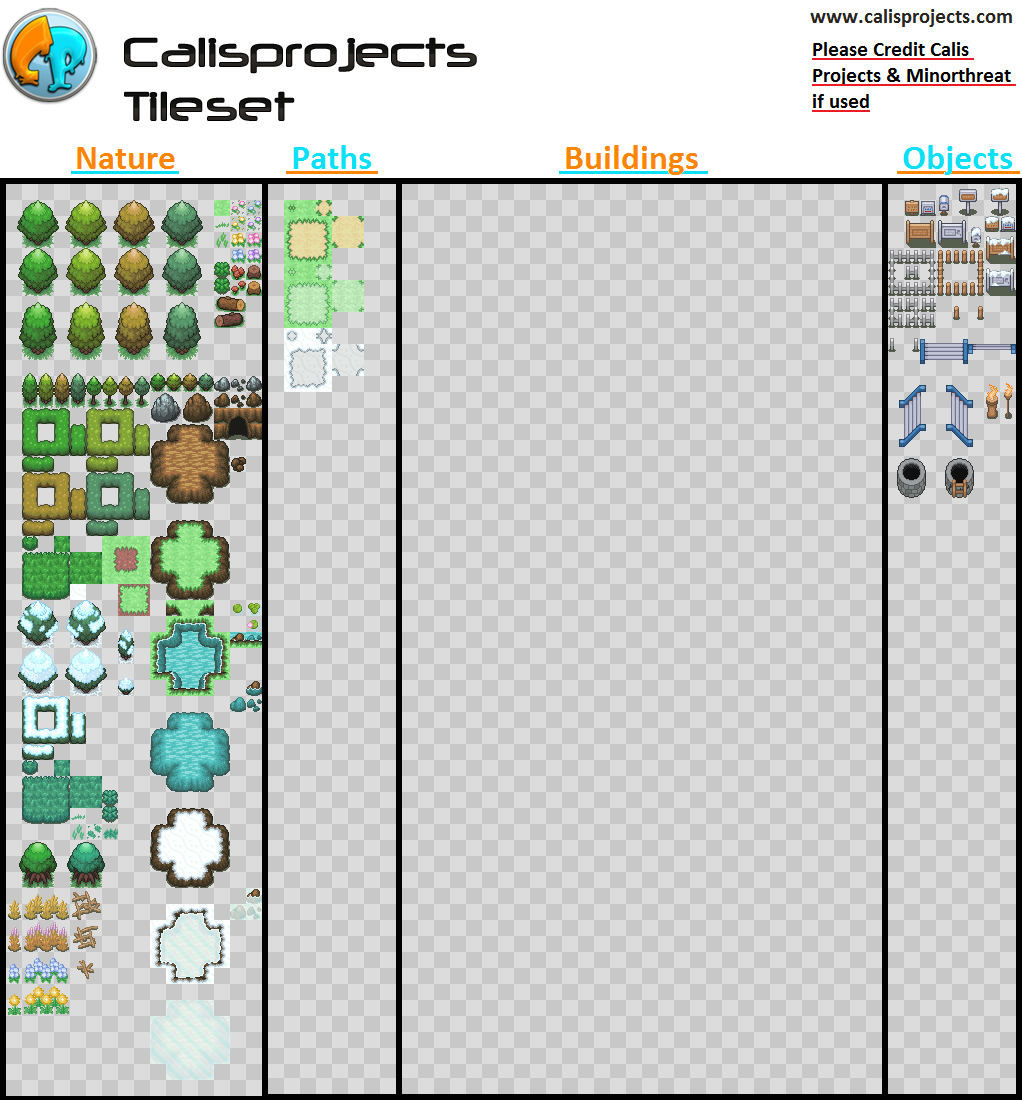 Calisprojects
Tileset
www.calisprojects.com
Please Credit Calis
Projects & Minorthreat
if used
Nature
Paths
Buildings
Objects